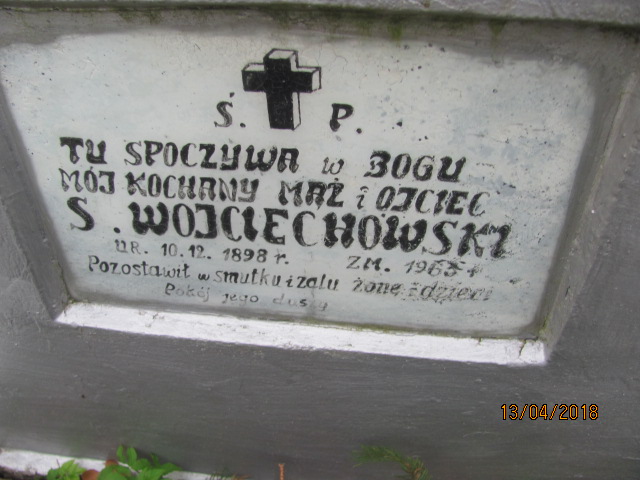 Ś. P.
TU SPOCZYWA W BOGU
MÓJ KOCHANY MĄŻ i OJCIEC
S. WOJCIECHOWSKI
UR. 10.12. 1898 r. ZM. 1965 r
Pozostawił w smutku i żalu żonę i dzieci
Pokój jego duszy
13/04/2018